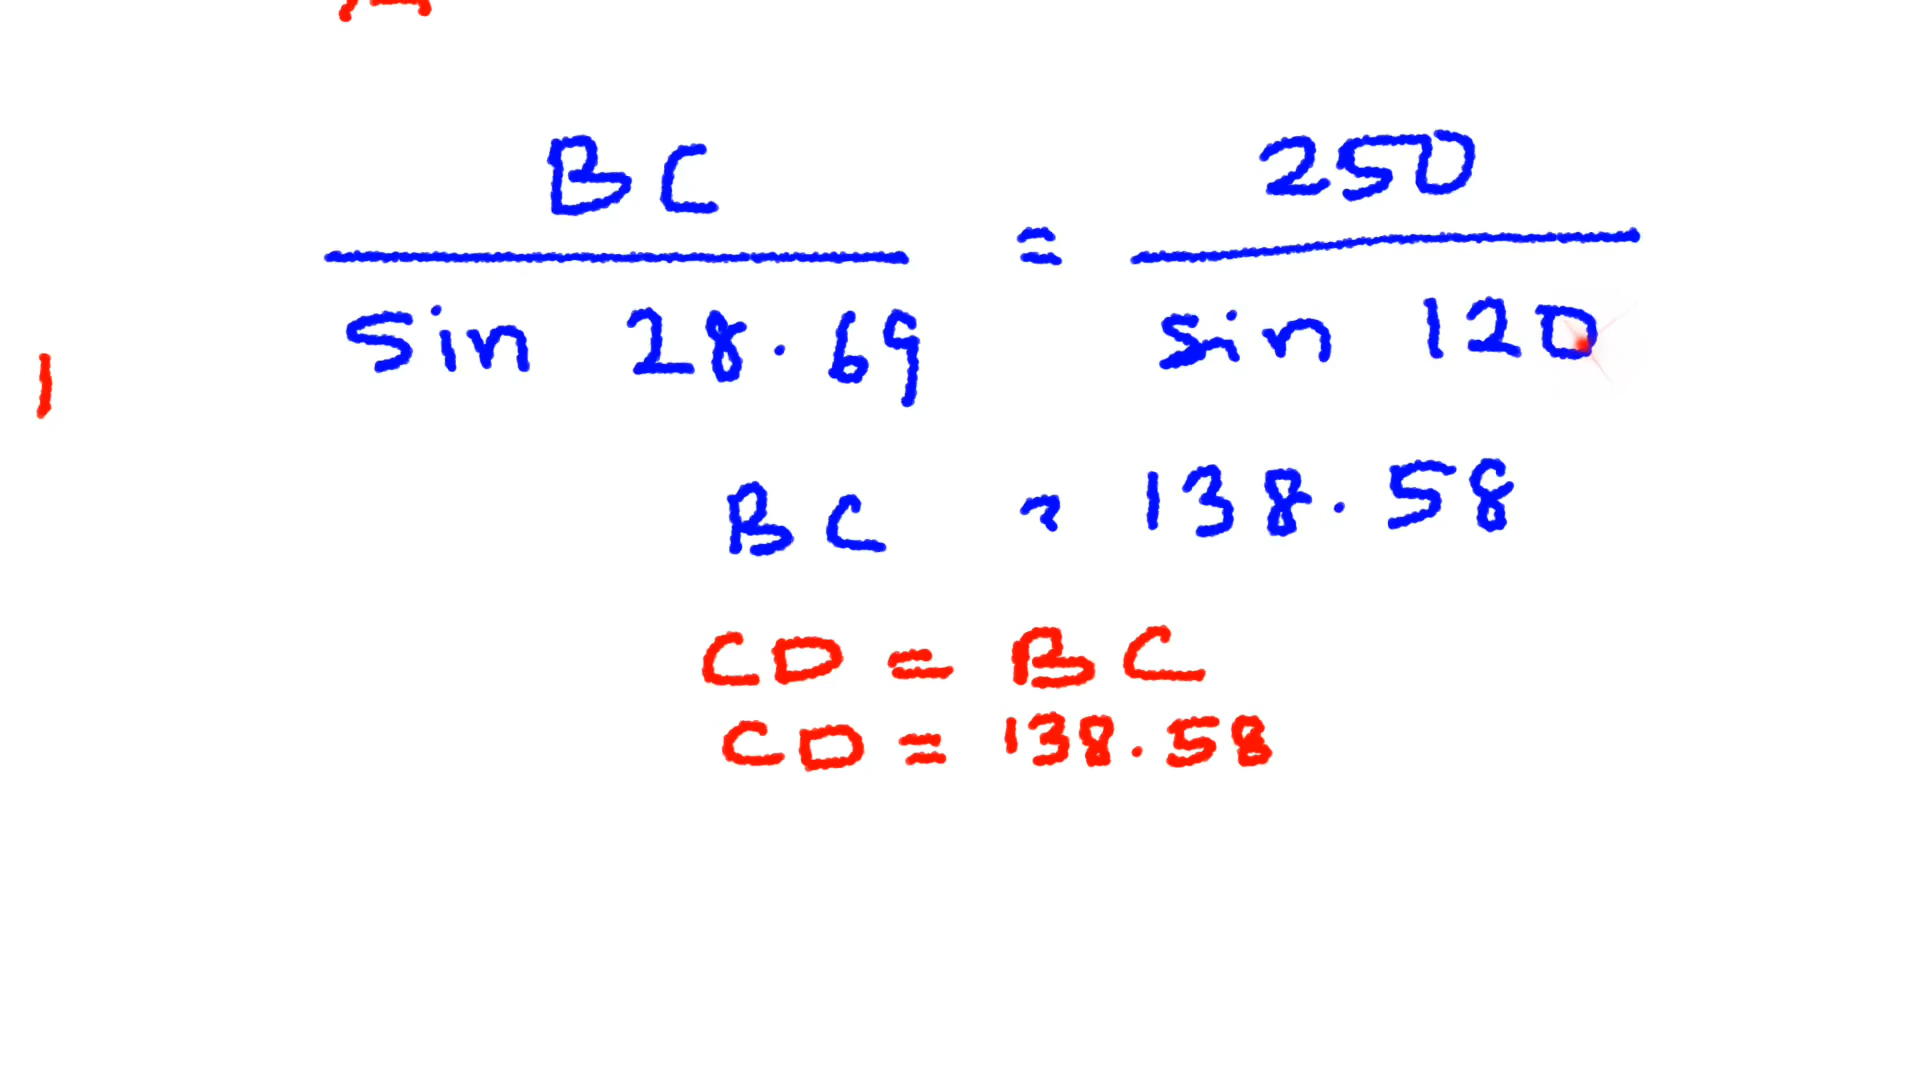 BC = 250
sin 28.69 sin 120
BC = 138.58
CD = BC
CD = 138.58